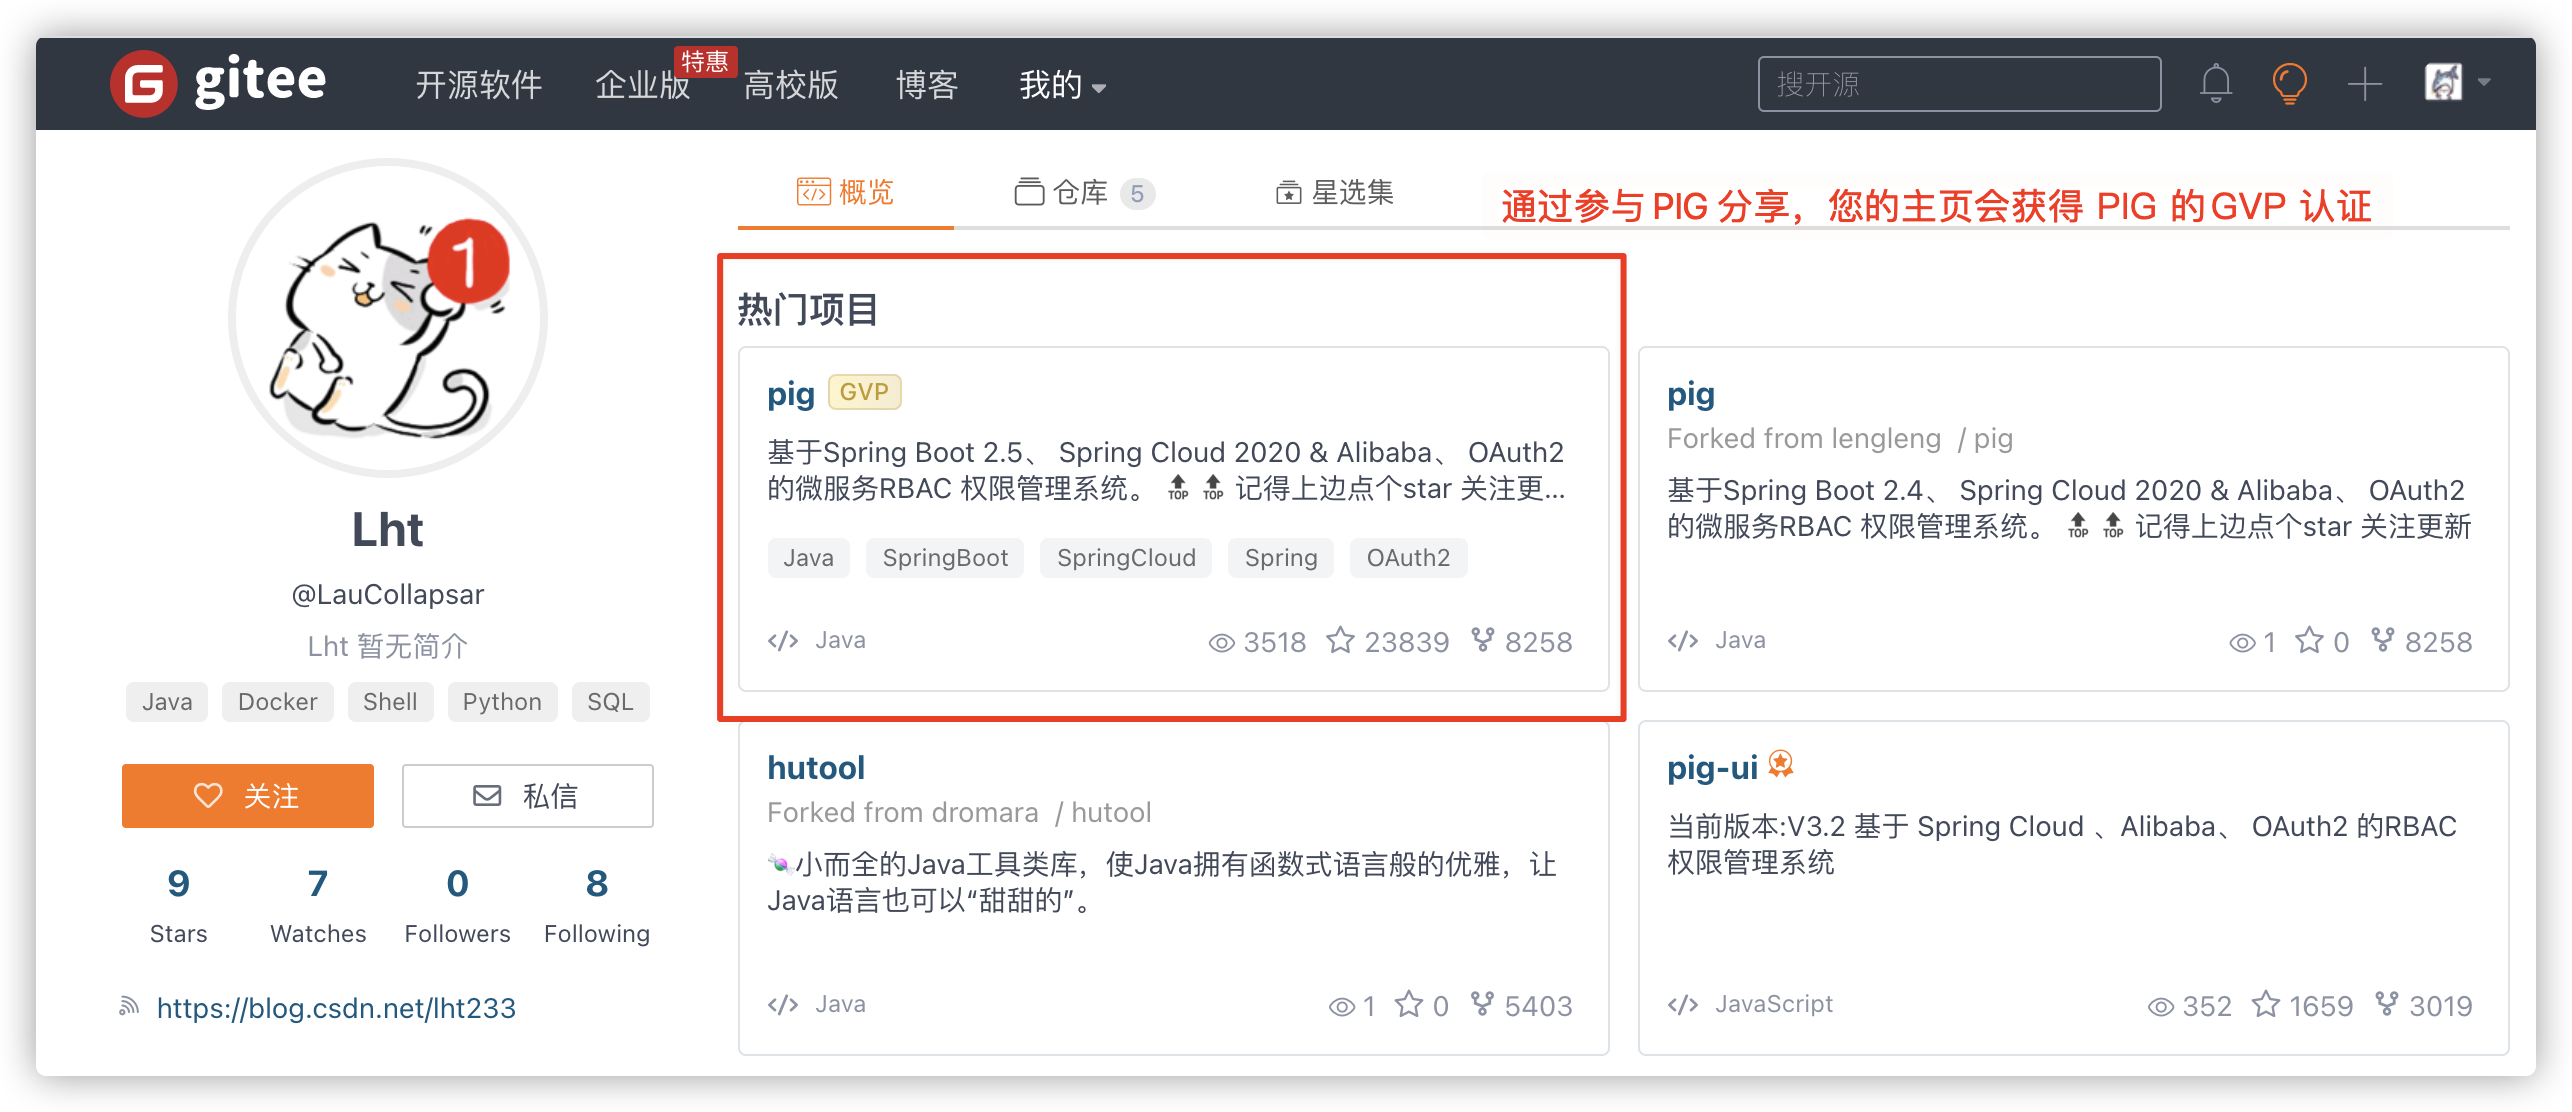 gitee 开源软件 企业版 特惠 高校版 博客 我的 搜开源
1
Lht
@LauCollapsar
Lht 暂无简介
Java Docker Shell Python SQL
关注 私信
9 7 0 8
Stars Watches Followers Following
https://blog.csdn.net/lht233
概览 仓库 5 星选集
通过参与 PIG 分享，您的主页会获得 PIG 的GVP 认证
热门项目
pig GVP
基于Spring Boot 2.5、 Spring Cloud 2020 & Alibaba、 OAuth2
的微服务RBAC 权限管理系统。 TOP TOP 记得上边点个star 关注更...
Java SpringBoot SpringCloud Spring OAuth2
</> Java 3518 23839 8258
pig
Forked from lengleng / pig
基于Spring Boot 2.4、 Spring Cloud 2020 & Alibaba、 OAuth2
的微服务RBAC 权限管理系统。 TOP TOP 记得上边点个star 关注更新
</> Java 1 0 8258
hutool
Forked from dromara / hutool
🍬小而全的Java工具类库，使Java拥有函数式语言般的优雅，让
Java语言也可以“甜甜的”。
</> Java 1 0 5403
pig-ui
当前版本:V3.2 基于 Spring Cloud 、Alibaba、 OAuth2 的RBAC
权限管理系统
</> JavaScript 352 1659 3019